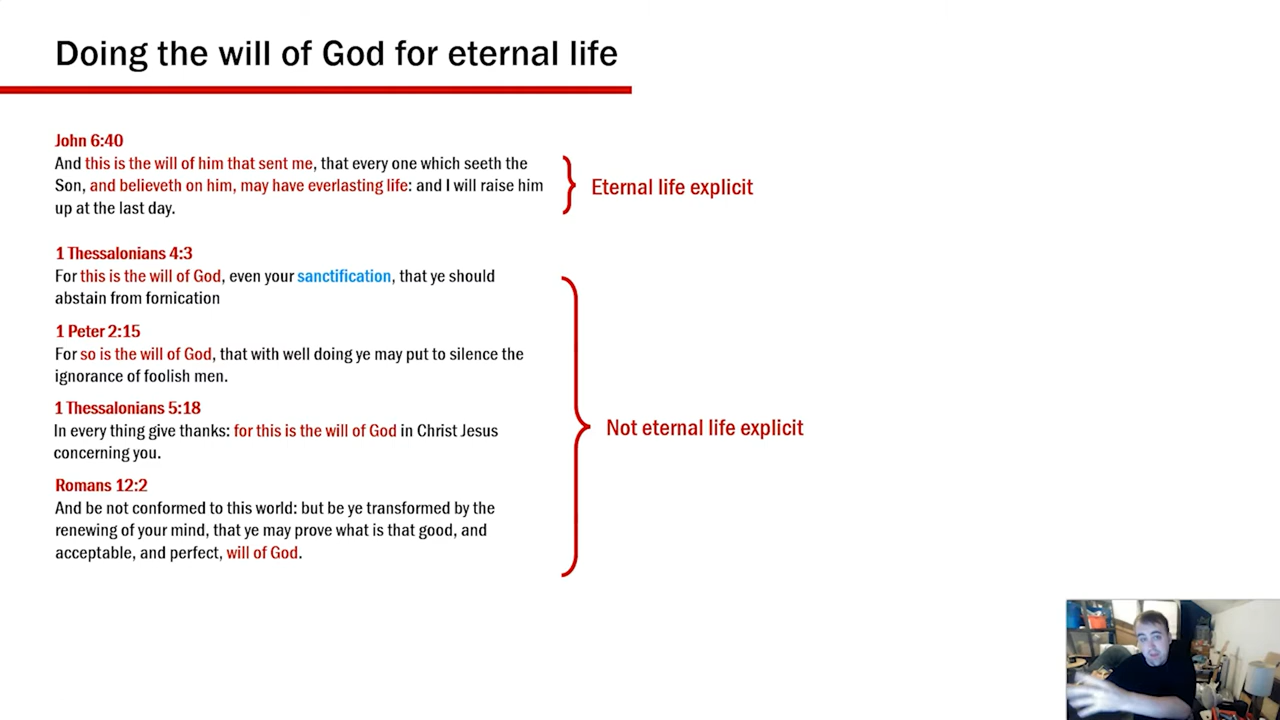 Doing the will of God for eternal life
John 6:40
And this is the will of him that sent me, that every one which seeth the
Son, and believeth on him, may have everlasting life: and I will raise him
up at the last day.
Eternal life explicit
1 Thessalonians 4:3
For this is the will of God, even your sanctification, that ye should
abstain from fornication
1 Peter 2:15
For so is the will of God, that with well doing ye may put to silence the
ignorance of foolish men.
1 Thessalonians 5:18
In every thing give thanks: for this is the will of God in Christ Jesus
concerning you.
Romans 12:2
And be not conformed to this world: but be ye transformed by the
renewing of your mind, that ye may prove what is that good, and
acceptable, and perfect, will of God.
Not eternal life explicit